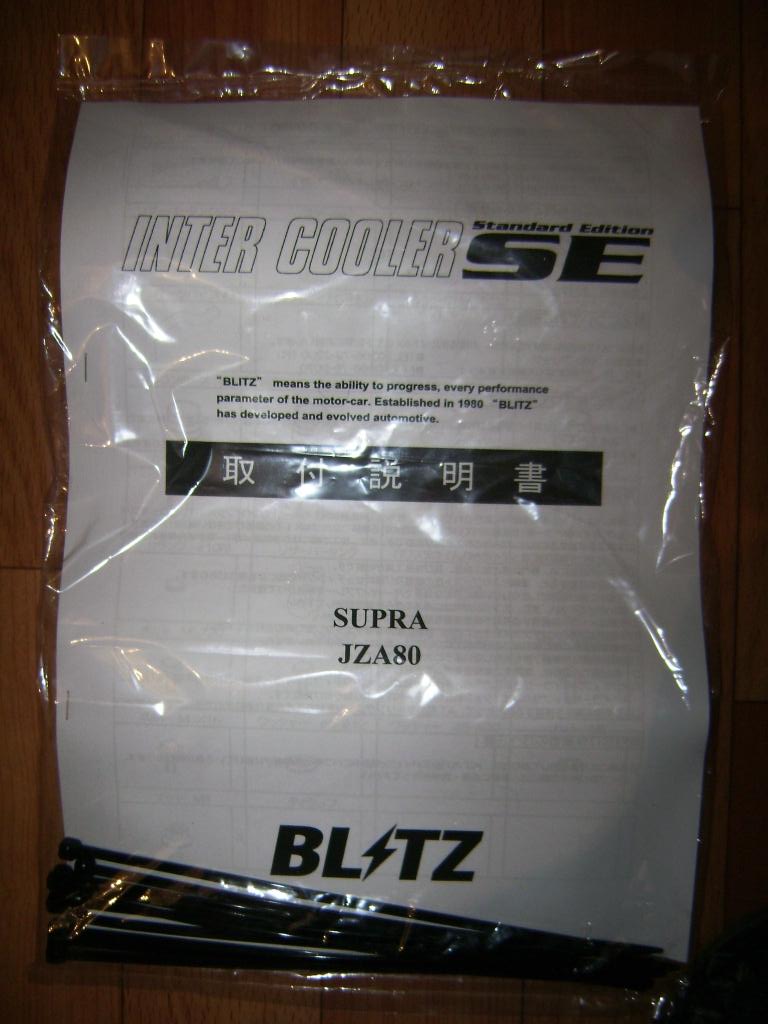 INTER COOLER Standard Edition SE
“BLITZ” means the ability to progress, every performance
parameter of the motor-car. Established in 1980 “BLITZ”
has developed and evolved automotive.
取付説明書
SUPRA
JZA80
BLITZ